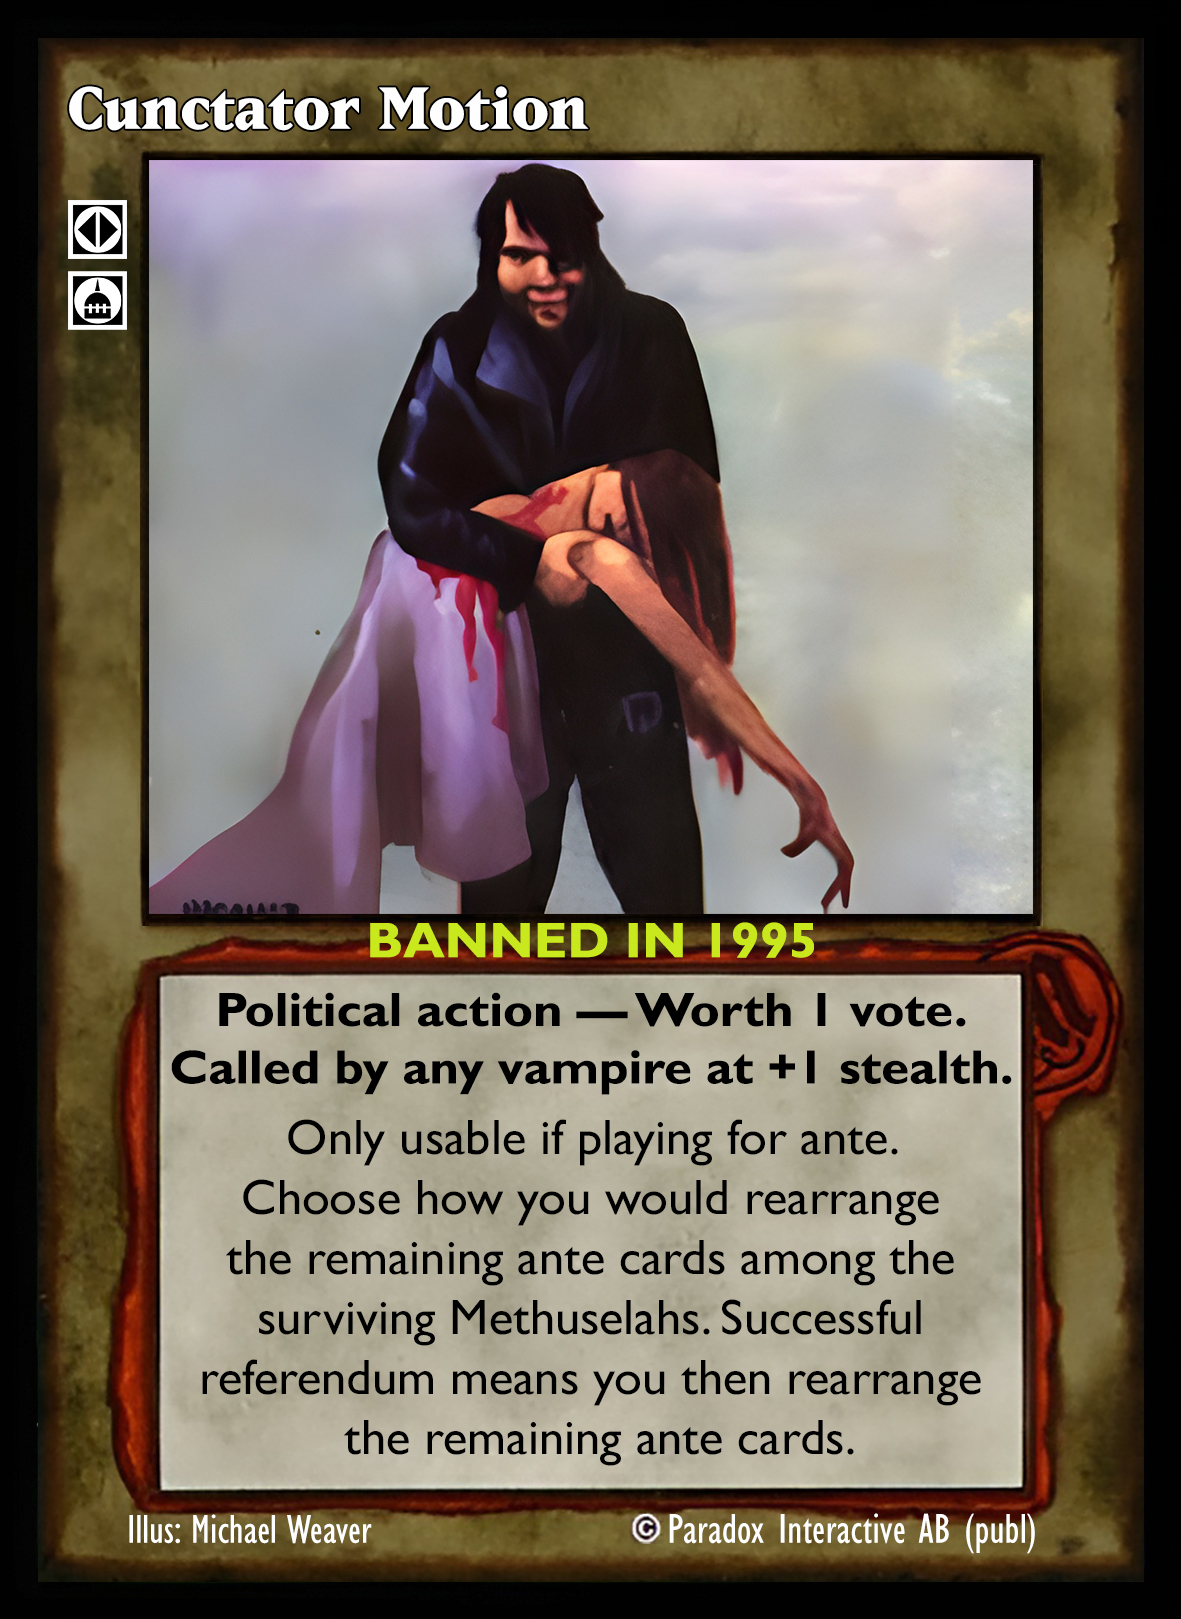 Cunctator Motion
BANNED IN 1995
Political action — Worth 1 vote.
Called by any vampire at +1 stealth.
Only usable if playing for ante.
Choose how you would rearrange
the remaining ante cards among the
surviving Methuselahs. Successful
referendum means you then rearrange
the remaining ante cards.
Illus: Michael Weaver
© Paradox Interactive AB (publ)